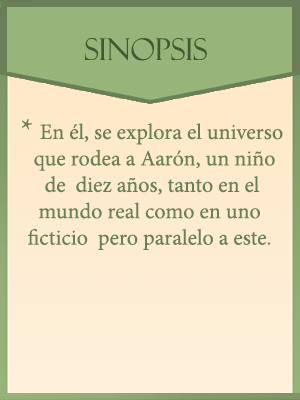 SINOPSIS
* En él, se explora el universo
que rodea a Aarón, un niño
de diez años, tanto en el
mundo real como en uno
ficticio pero paralelo a este.